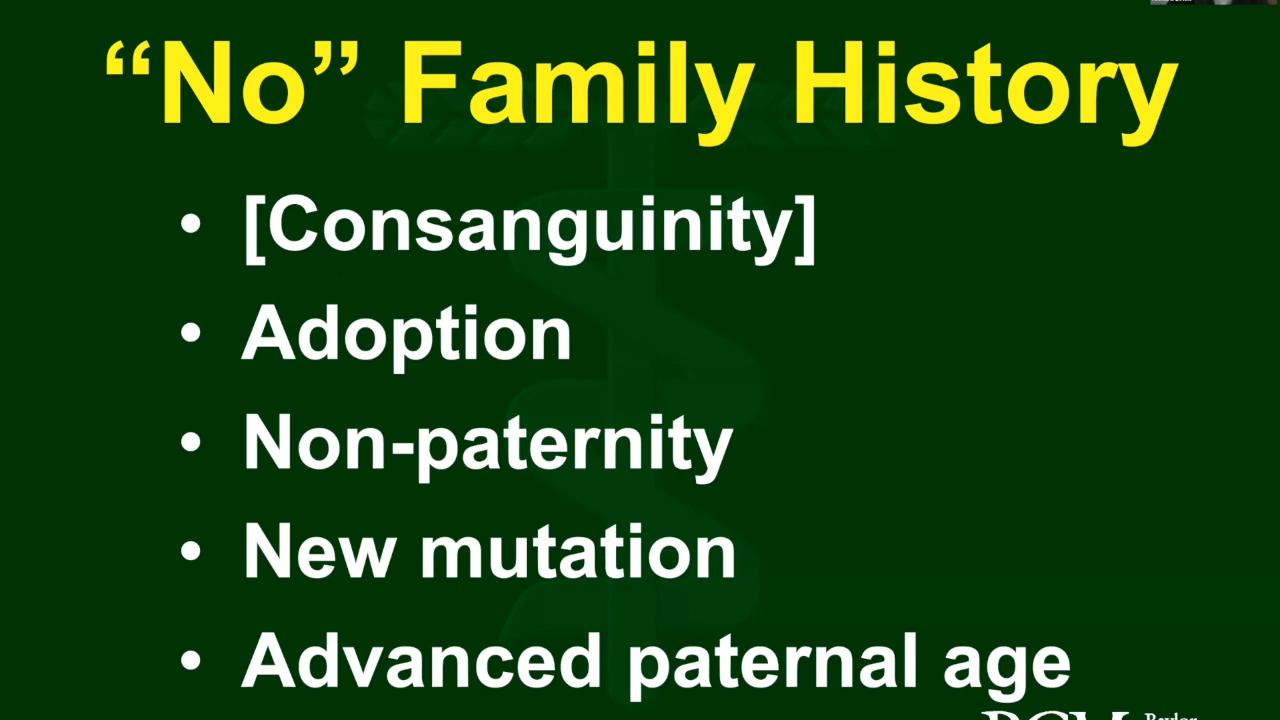 “No” Family History
• [Consanguinity]
• Adoption
• Non-paternity
• New mutation
• Advanced paternal age